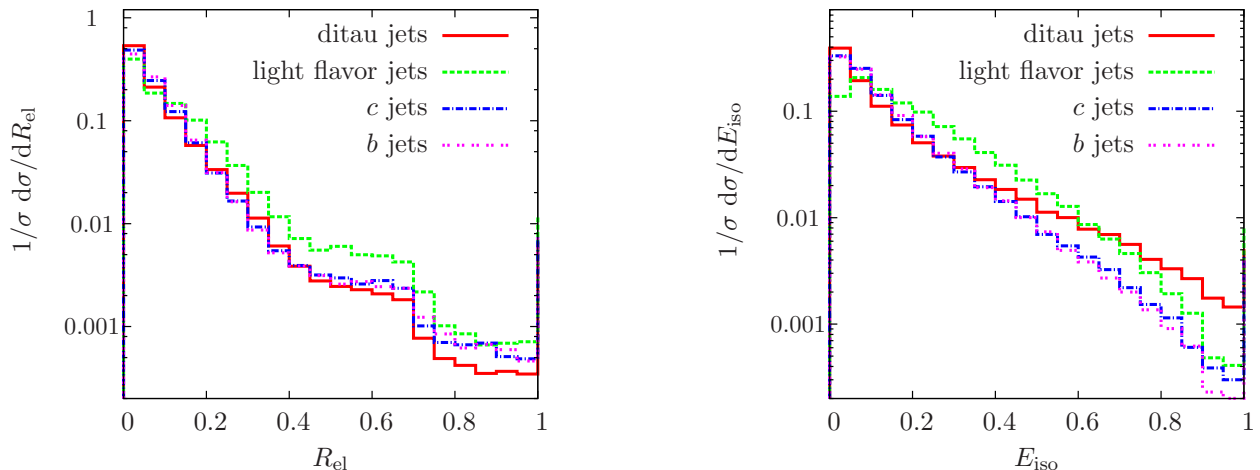 1/σ dσ/dR_el
1
0.1
0.01
0.001
ditau jets
light flavor jets
c jets
b jets
0 0.2 0.4 0.6 0.8 1
R_el
1/σ dσ/dE_iso
0.1
0.01
0.001
ditau jets
light flavor jets
c jets
b jets
0 0.2 0.4 0.6 0.8 1
E_iso